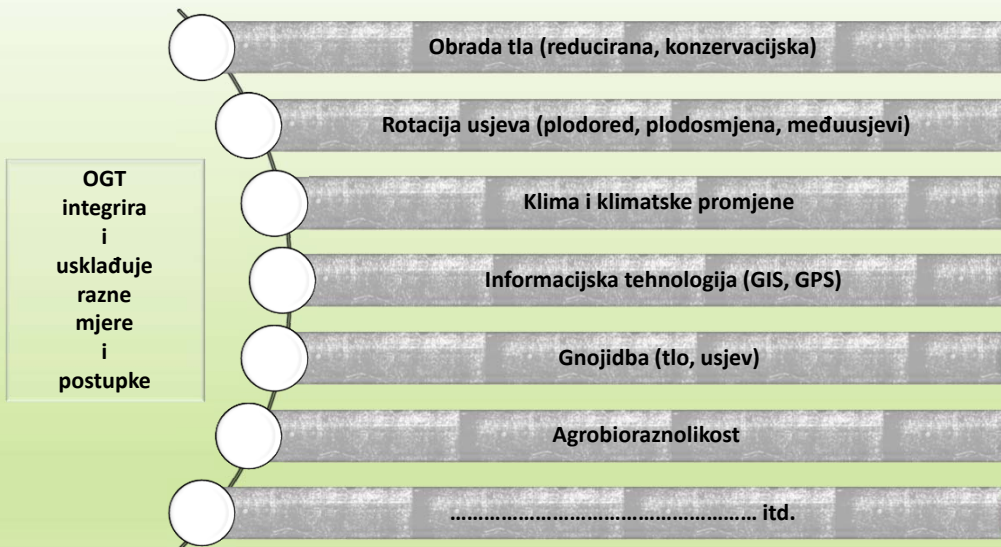 OGT
integrira
i
usklađuje
razne
mjere
i
postupke
Obrada tla (reducirana, konzervacijska)
Rotacija usjeva (plodored, plodosmjena, međuusjevi)
Klima i klimatske promjene
Informacijska tehnologija (GIS, GPS)
Gnojidba (tlo, usjev)
Agrobioraznolikost
……………………………………………… itd.